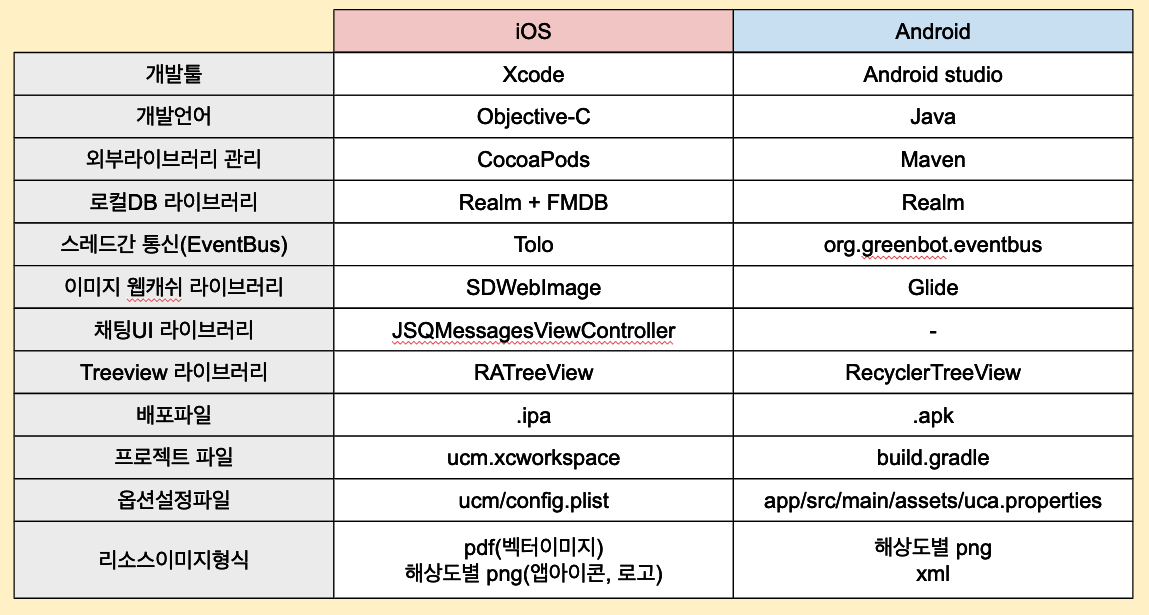 iOS Android
개발툴 Xcode Android studio
개발언어 Objective-C Java
외부라이브러리 관리 CocoaPods Maven
로컬DB 라이브러리 Realm + FMDB Realm
스레드간 통신(EventBus) Tolo org.greenbot.eventbus
이미지 웹캐쉬 라이브러리 SDWebImage Glide
채팅UI 라이브러리 JSQMessagesViewController -
Treeview 라이브러리 RATreeView RecyclerTreeView
배포파일 .ipa .apk
프로젝트 파일 ucm.xcworkspace build.gradle
옵션설정파일 ucm/config.plist app/src/main/assets/uca.properties
리소스이미지형식 pdf(벡터이미지) 해상도별 png
해상도별 png(앱아이콘, 로고) xml